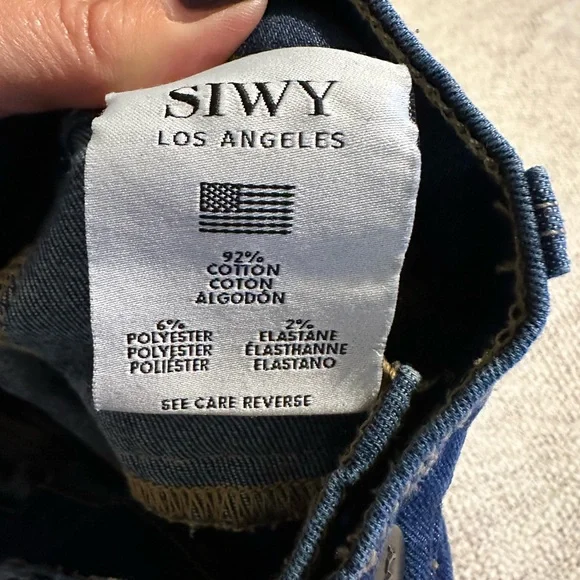 SIWY
LOS ANGELES
92%
COTTON
COTON
ALGODÓN
6%
POLYESTER
POLYESTER
POLIÉSTER
2%
ELASTANE
ÉLASTHANNE
ELASTANO
SEE CARE REVERSE